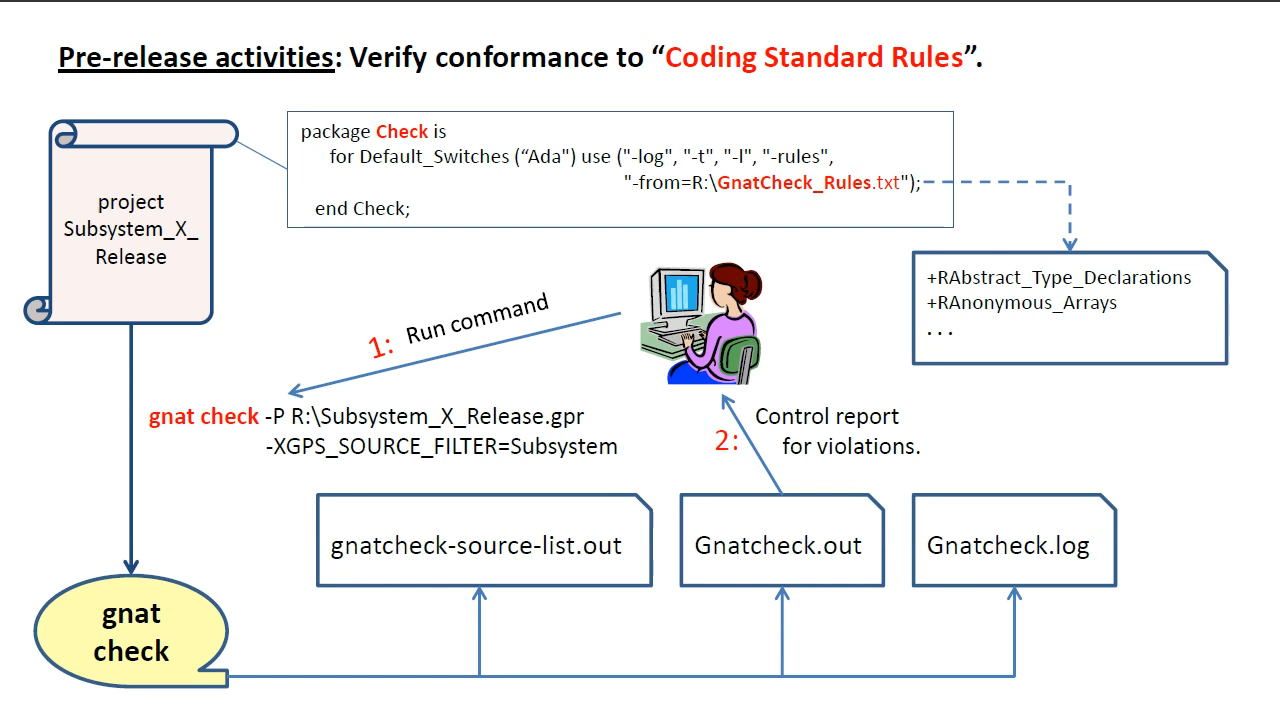 Pre-release activities: Verify conformance to “Coding Standard Rules”.
package Check is
for Default_Switches (“Ada") use ("-log", "-t", "-l", "-rules",
"-from=R:\GnatCheck_Rules.txt");
end Check;
project
Subsystem_X_
Release
+RAbstract_Type_Declarations
+RAnonymous_Arrays
. . .
1: Run command
gnat check -P R:\Subsystem_X_Release.gpr
-XGPS_SOURCE_FILTER=Subsystem
2: Control report
for violations.
gnatcheck-source-list.out
Gnatcheck.out
Gnatcheck.log
gnat
check